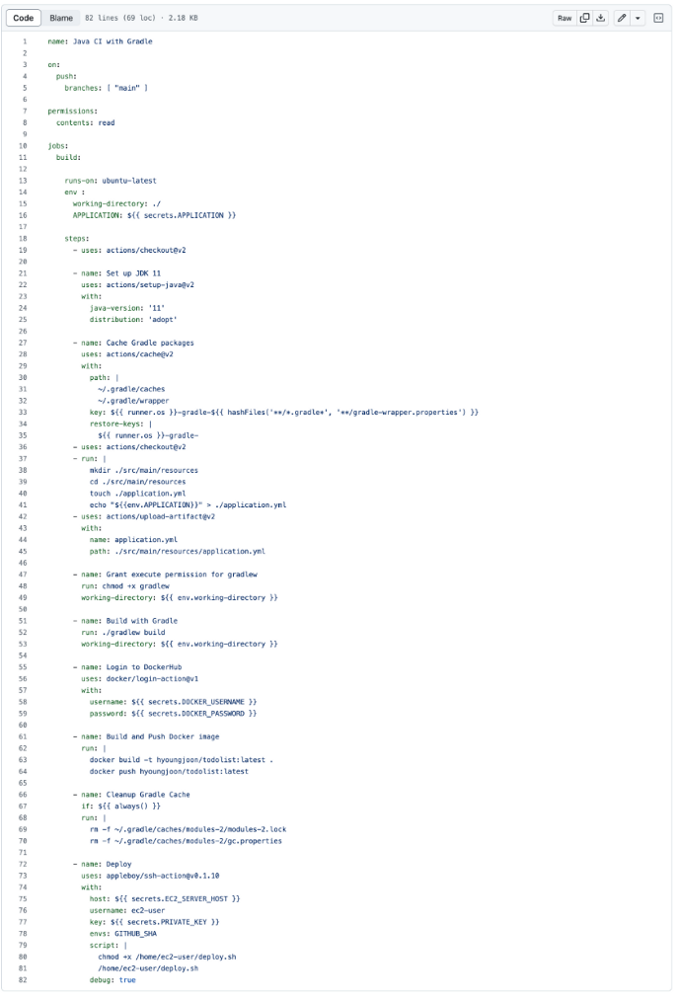 Code Blame 82 lines (69 loc) · 2.18 KB Raw
1 name: Java CI with Gradle
2
3 on:
4 push:
5 branches: [ "main" ]
6
7 permissions:
8 contents: read
9
10 jobs:
11 build:
12
13 runs-on: ubuntu-latest
14 env :
15 working-directory: ./
16 APPLICATION: ${{ secrets.APPLICATION }}
17
18 steps:
19 - uses: actions/checkout@v2
20
21 - name: Set up JDK 11
22 uses: actions/setup-java@v2
23 with:
24 java-version: '11'
25 distribution: 'adopt'
26
27 - name: Cache Gradle packages
28 uses: actions/cache@v2
29 with:
30 path: |
31 ~/.gradle/caches
32 ~/.gradle/wrapper
33 key: ${{ runner.os }}-gradle-${{ hashFiles('**/*.gradle*', '**/gradle-wrapper.properties') }}
34 restore-keys: |
35 ${{ runner.os }}-gradle-
36 - uses: actions/checkout@v2
37 - run: |
38 mkdir ./src/main/resources
39 cd ./src/main/resources
40 touch ./application.yml
41 echo "${{env.APPLICATION}}" > ./application.yml
42 - uses: actions/upload-artifact@v2
43 with:
44 name: application.yml
45 path: ./src/main/resources/application.yml
46
47 - name: Grant execute permission for gradlew
48 run: chmod +x gradlew
49 working-directory: ${{ env.working-directory }}
50
51 - name: Build with Gradle
52 run: ./gradlew build
53 working-directory: ${{ env.working-directory }}
54
55 - name: Login to DockerHub
56 uses: docker/login-action@v1
57 with:
58 username: ${{ secrets.DOCKER_USERNAME }}
59 password: ${{ secrets.DOCKER_PASSWORD }}
60
61 - name: Build and Push Docker image
62 run: |
63 docker build -t hyoungjoon/todolist:latest .
64 docker push hyoungjoon/todolist:latest
65
66 - name: Cleanup Gradle Cache
67 if: ${{ always() }}
68 run: |
69 rm -f ~/.gradle/caches/modules-2/modules-2.lock
70 rm -f ~/.gradle/caches/modules-2/gc.properties
71
72 - name: Deploy
73 uses: appleboy/ssh-action@v0.1.10
74 with:
75 host: ${{ secrets.EC2_SERVER_HOST }}
76 username: ec2-user
77 key: ${{ secrets.PRIVATE_KEY }}
78 envs: GITHUB_SHA
79 script: |
80 chmod +x /home/ec2-user/deploy.sh
81 /home/ec2-user/deploy.sh
82 debug: true